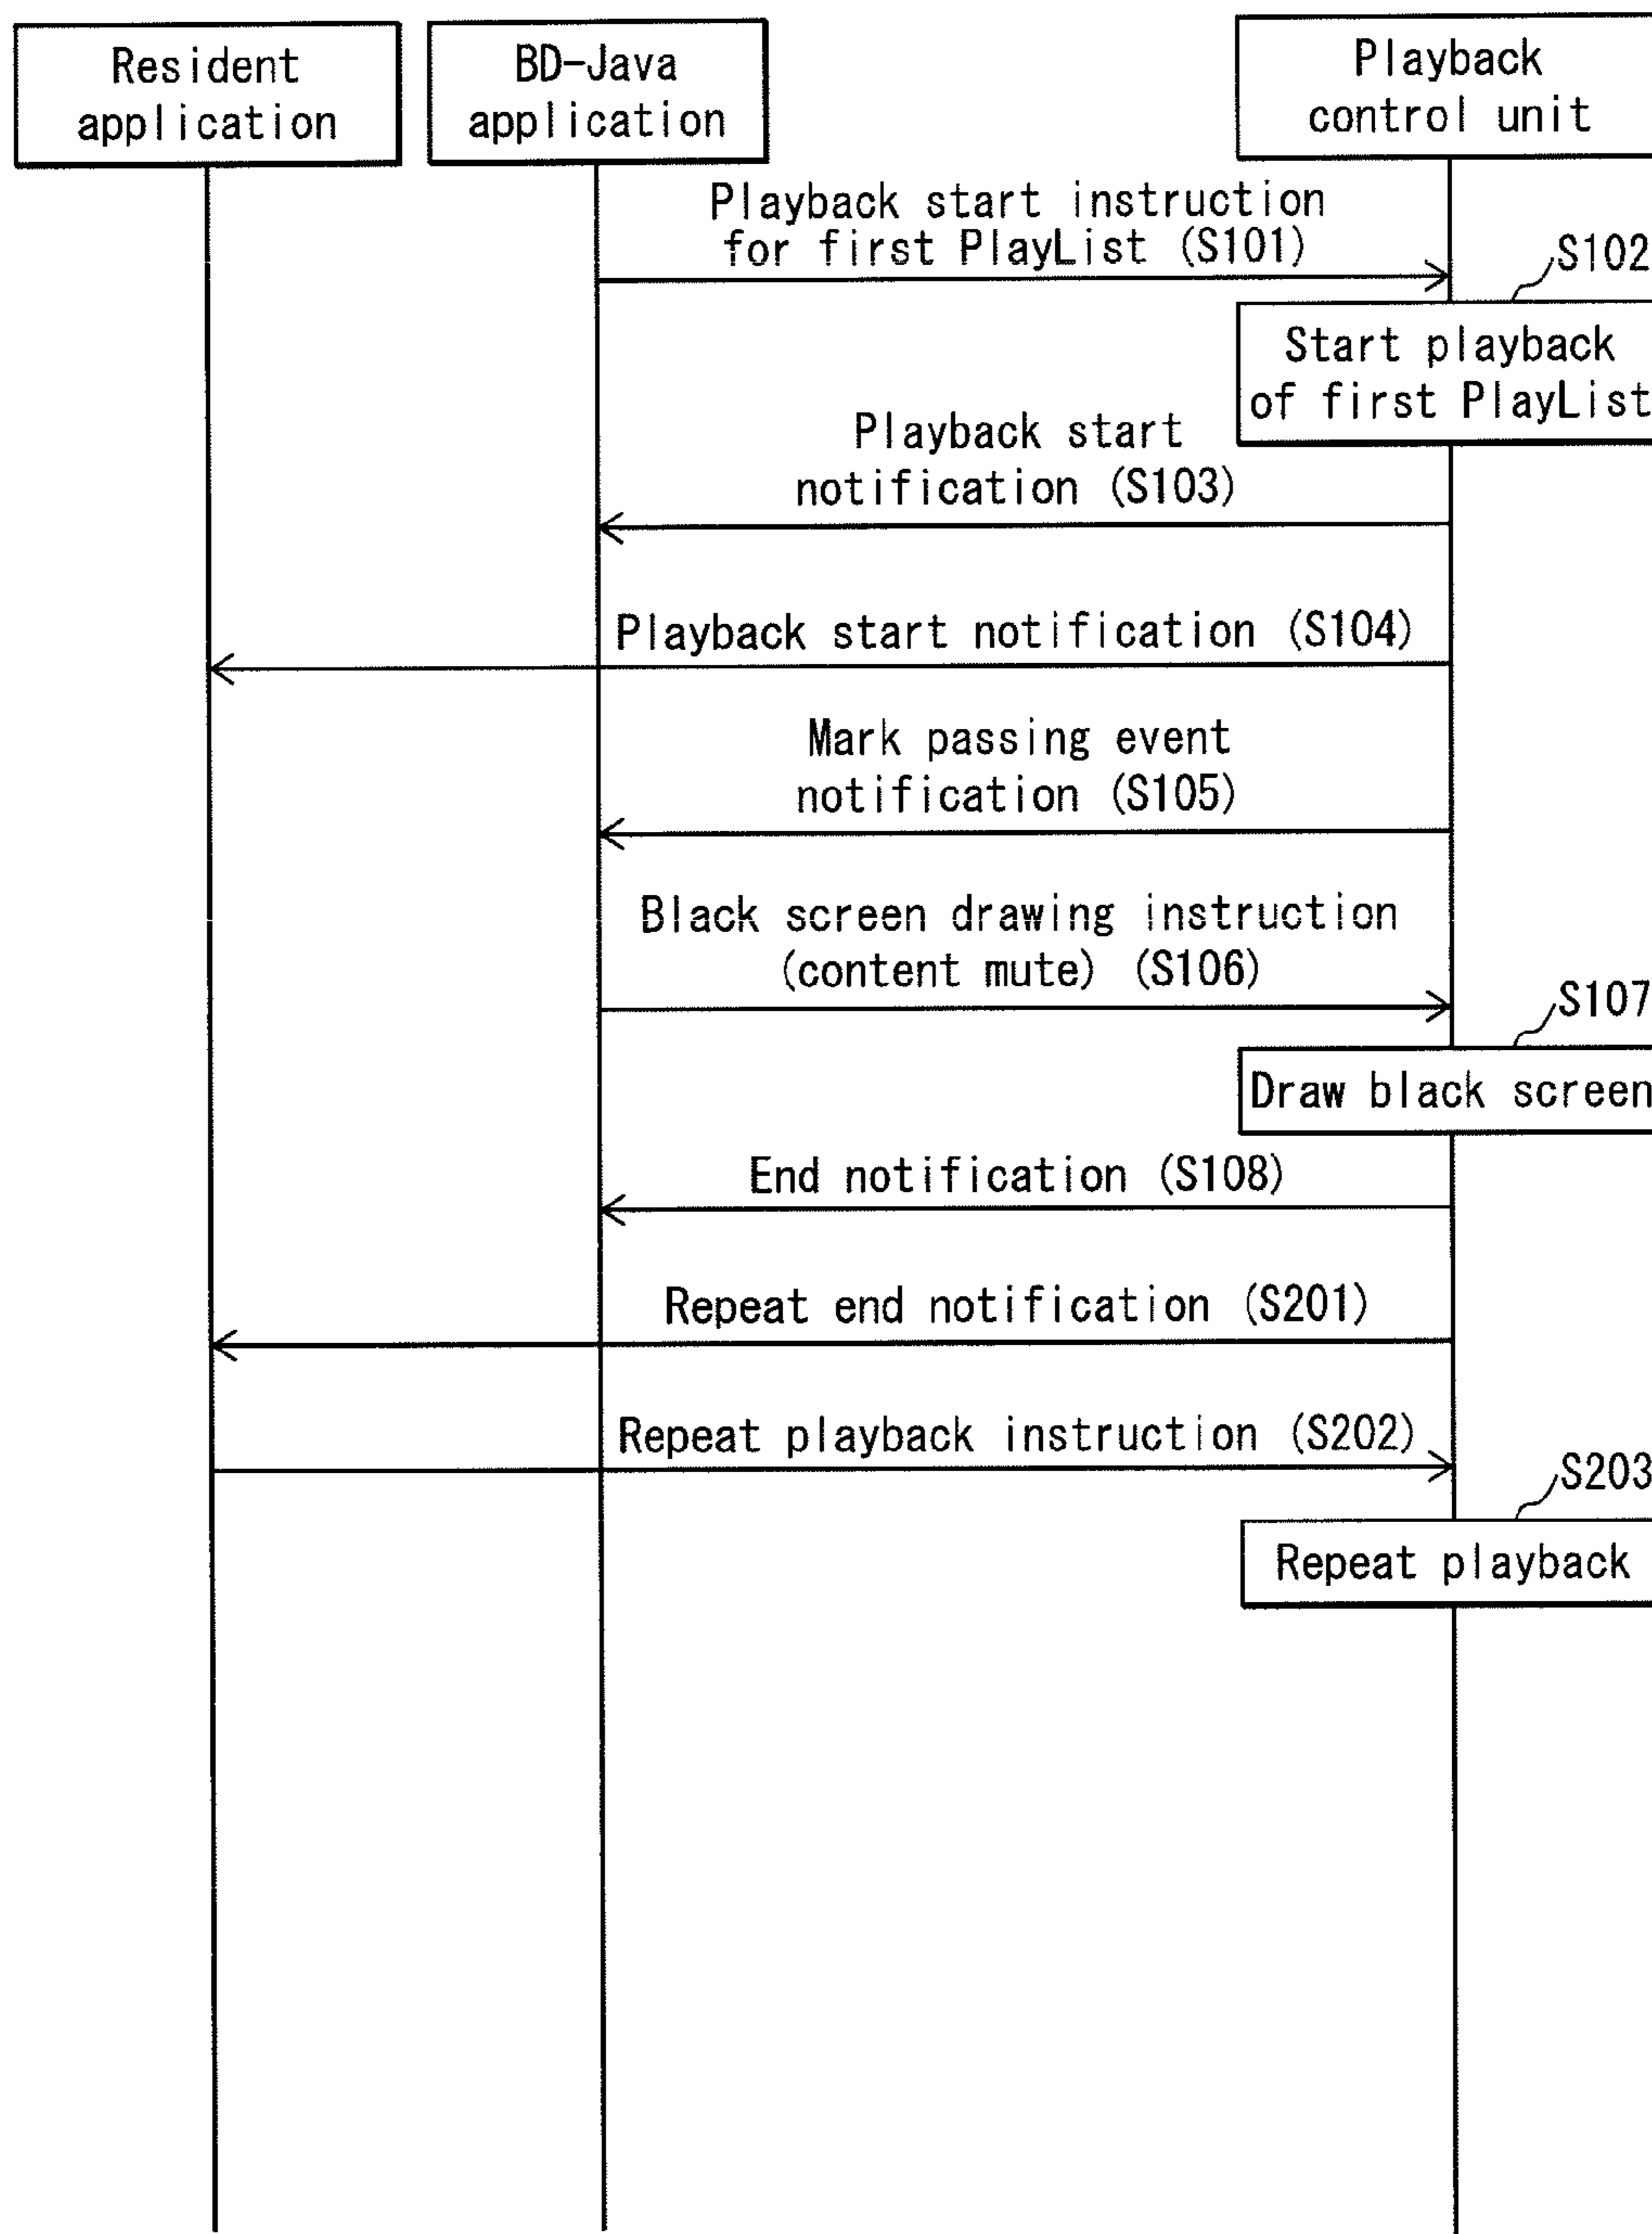 Resident
application
BD-Java
application
Playback
control unit
Playback start instruction
for first PlayList (S101)
S102
Start playback
of first PlayList
Playback start
notification (S103)
Playback start notification (S104)
Mark passing event
notification (S105)
Black screen drawing instruction
(content mute) (S106)
S107
Draw black screen
End notification (S108)
Repeat end notification (S201)
Repeat playback instruction (S202)
S203
Repeat playback